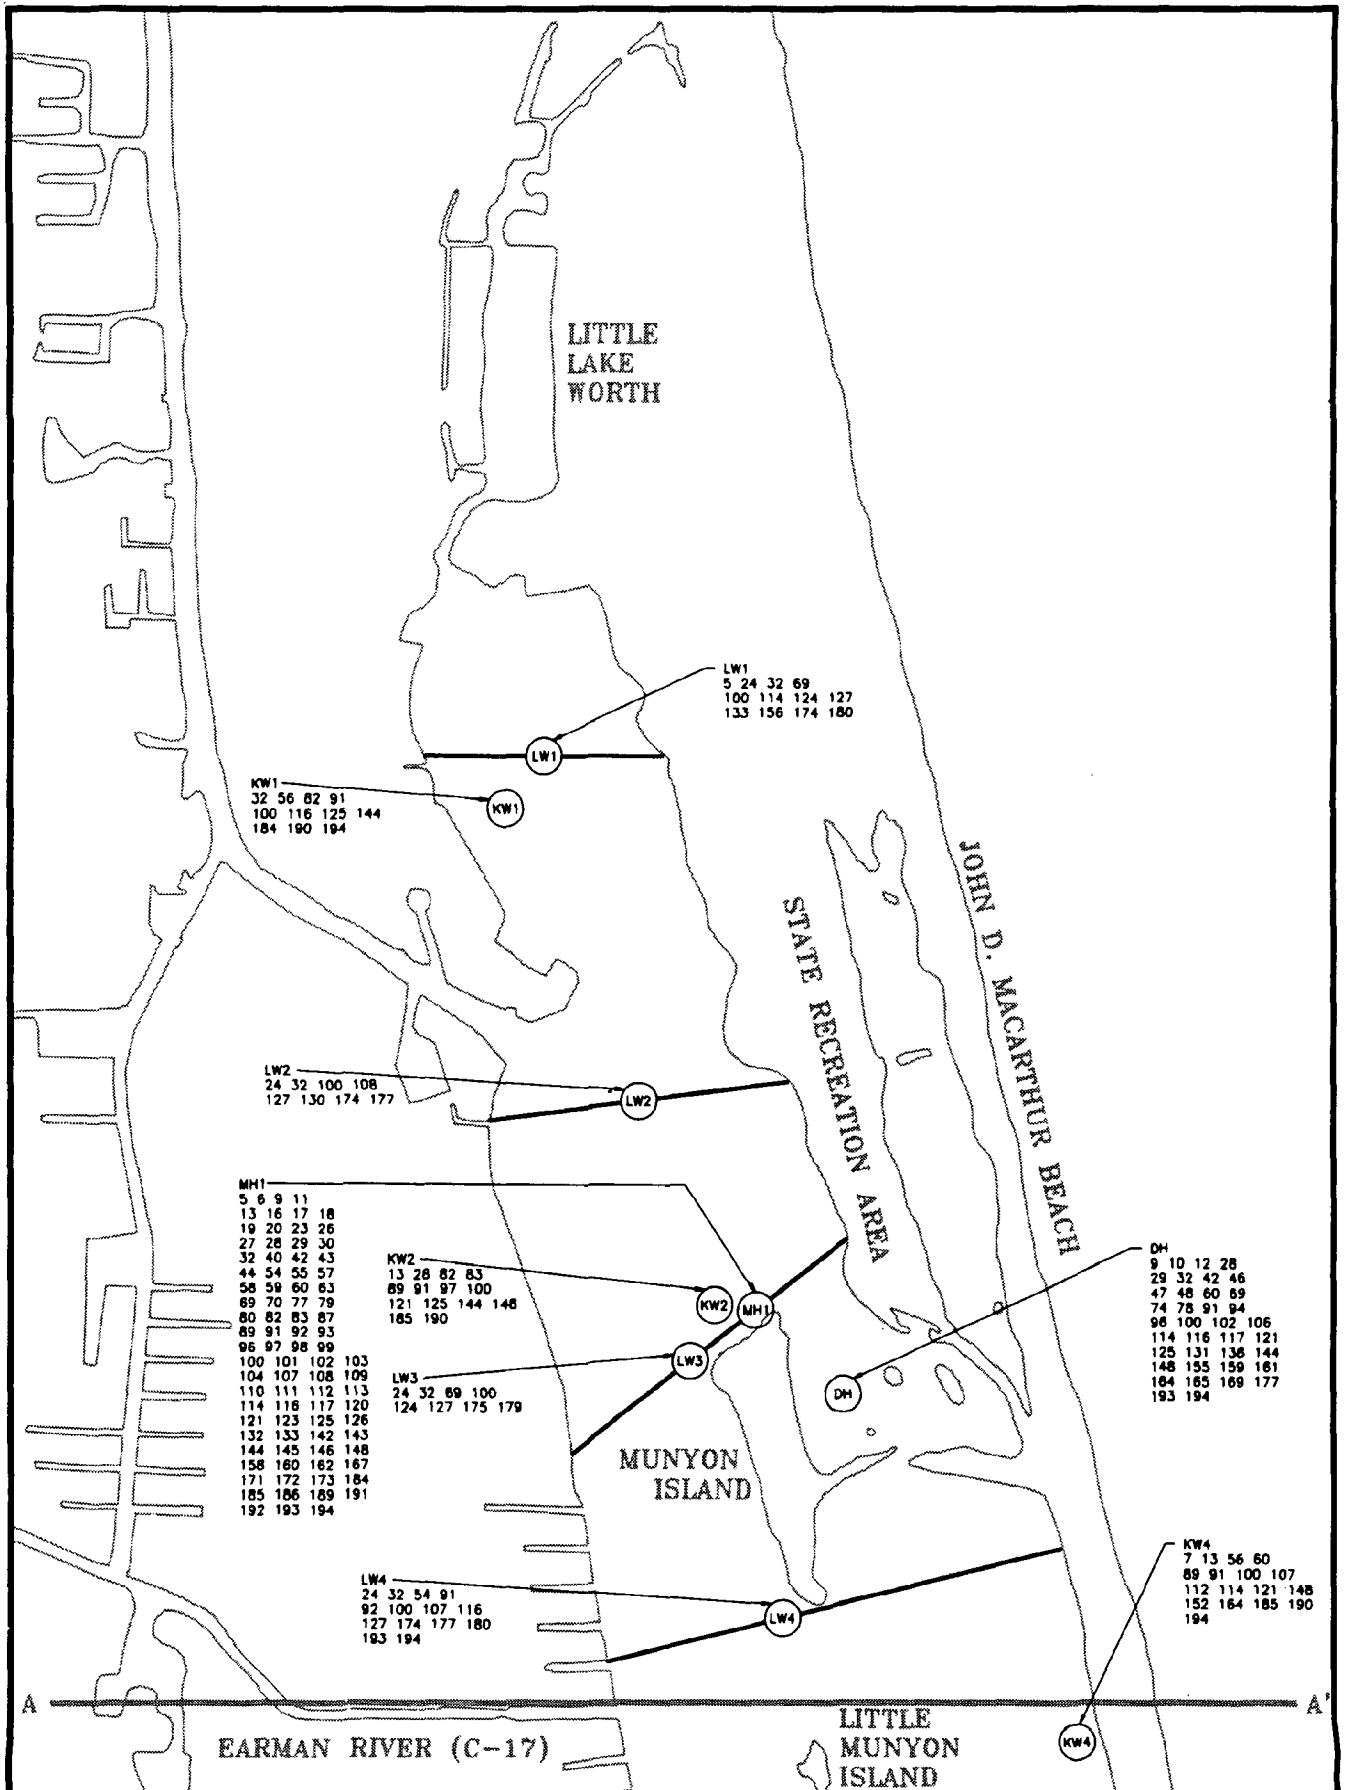 LITTLE
LAKE
WORTH
LW1
5 24 32 69
100 114 124 127
133 156 174 180
LW1
KW1
32 56 82 91
100 116 125 144
184 190 194
KW1
STATE RECREATION AREA
JOHN D. MACARTHUR BEACH
LW2
24 32 100 108
127 130 174 177
LW2
MH1
5 6 9 11
13 16 17 18
19 20 23 26
27 28 29 30
32 40 42 43
44 54 55 57
58 59 60 63
69 70 77 79
80 82 83 87
89 91 92 93
96 97 98 99
100 101 102 103
104 107 108 109
110 111 112 113
114 116 117 120
121 123 125 126
132 133 142 143
144 145 146 148
158 160 162 167
171 172 173 184
185 186 189 191
192 193 194
MH1
KW2
13 28 82 83
89 91 97 100
121 125 144 148
185 190
KW2
LW3
24 32 69 100
124 127 175 179
LW3
DH
9 10 12 28
29 32 42 46
47 48 60 69
74 78 91 94
98 100 102 106
114 116 117 121
125 131 138 144
148 155 159 161
164 165 169 177
193 194
DH
MUNYON
ISLAND
LW4
24 32 54 91
92 100 107 116
127 174 177 180
193 194
LW4
KW4
7 13 56 60
89 91 100 107
112 114 121 148
152 164 185 190
194
KW4
A
A'
EARMAN RIVER (C-17)
LITTLE
MUNYON
ISLAND